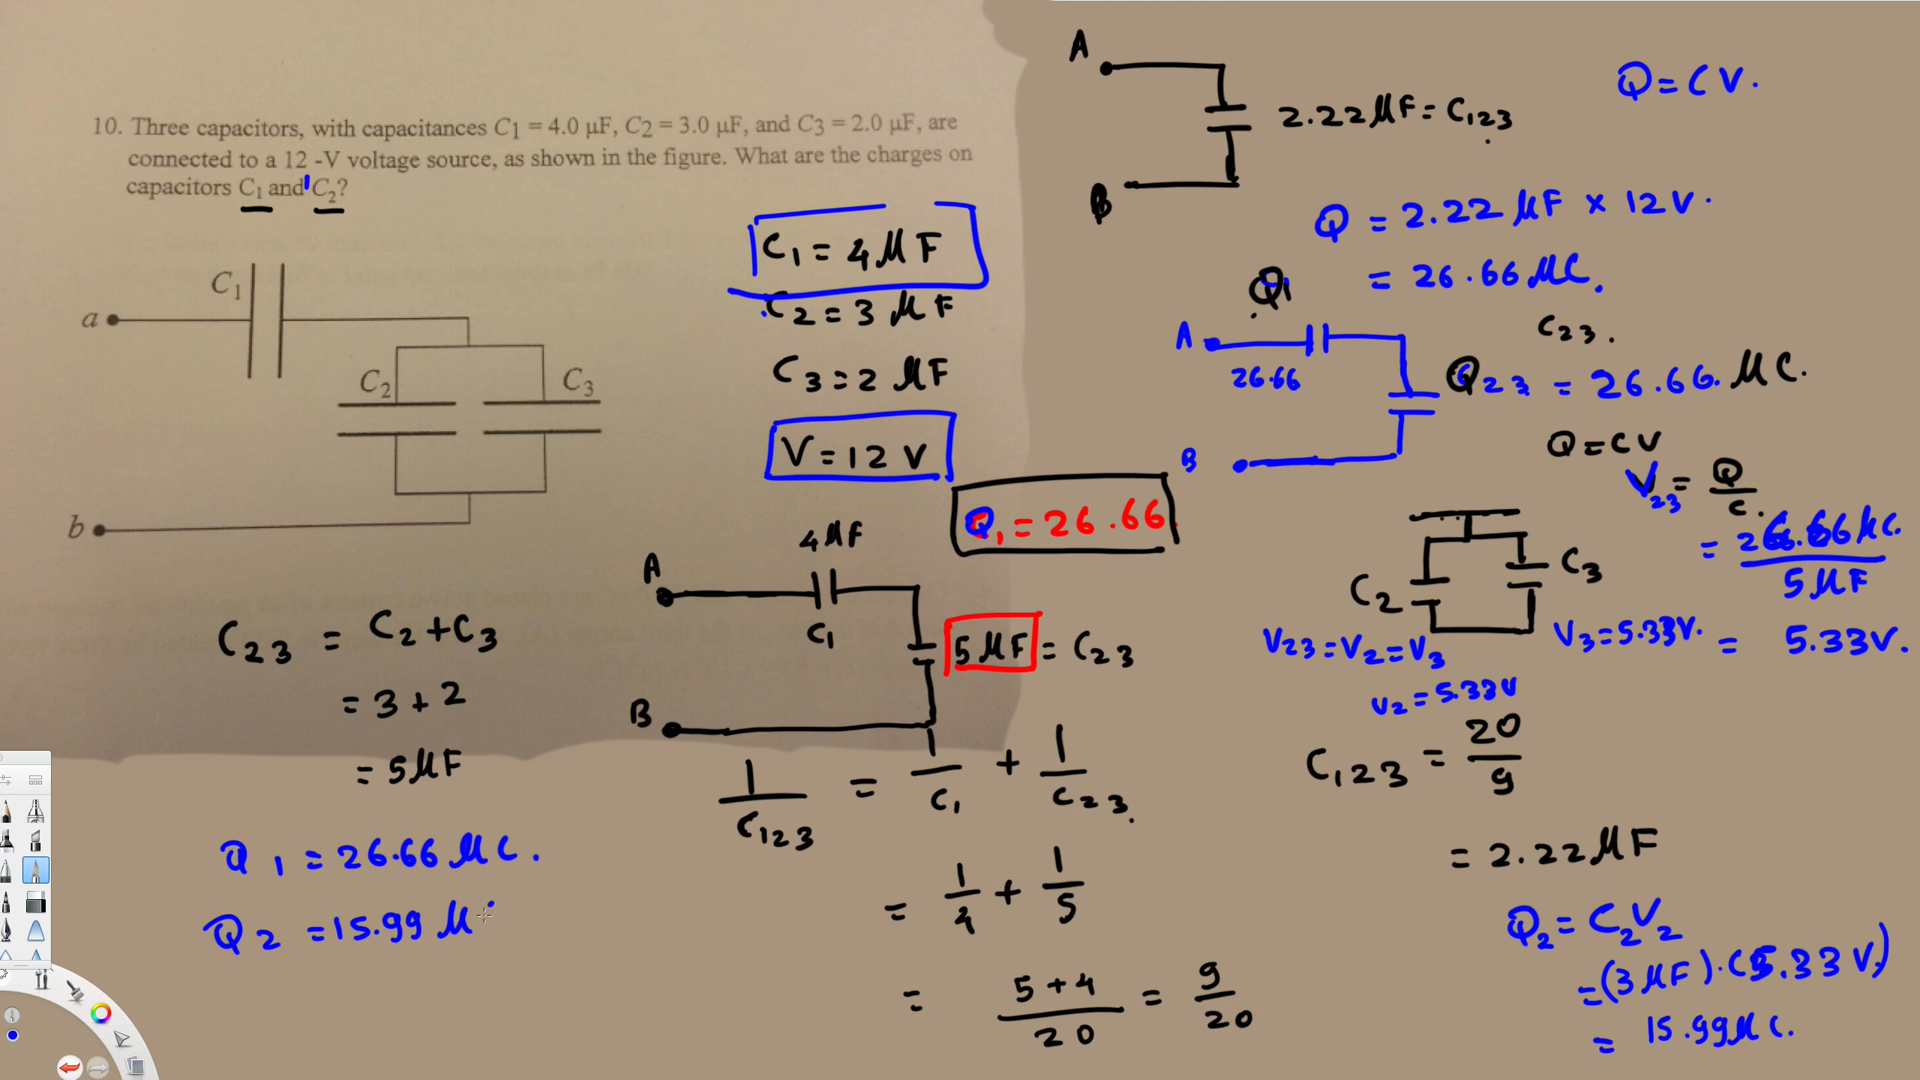 10. Three capacitors, with capacitances C1 = 4.0 μF, C2 = 3.0 μF, and C3 = 2.0 μF, are
connected to a 12 -V voltage source, as shown in the figure. What are the charges on
capacitors C1 and C2?
C1
a
C2
C3
b
C1 = 4 μF
C2 = 3 μF
C3 = 2 μF
V = 12 V
Q1 = 26.66
C23 = C2 + C3
= 3 + 2
= 5 μF
Q1 = 26.66 μC.
Q2 = 15.99 μ
A
4 μF
C1
5 μF = C23
B
1/C123 = 1/C1 + 1/C23.
= 1/4 + 1/5
= 5+4/20 = 9/20
A
2.22 μF = C123
B
Q = CV.
Q = 2.22 μF × 12 V.
= 26.66 μC.
Q1
C23.
A
26.66
Q23 = 26.66. μC.
B
Q = CV
V23 = Q/C.
= 26.66 μC./5 μF
= 5.33 V.
C2
C3
V23 = V2 = V3
V3 = 5.33 V.
V2 = 5.33 V
C123 = 20/9
= 2.22 μF
Q2 = C2V2
= (3 μF).(5.33 V)
= 15.99 μC.